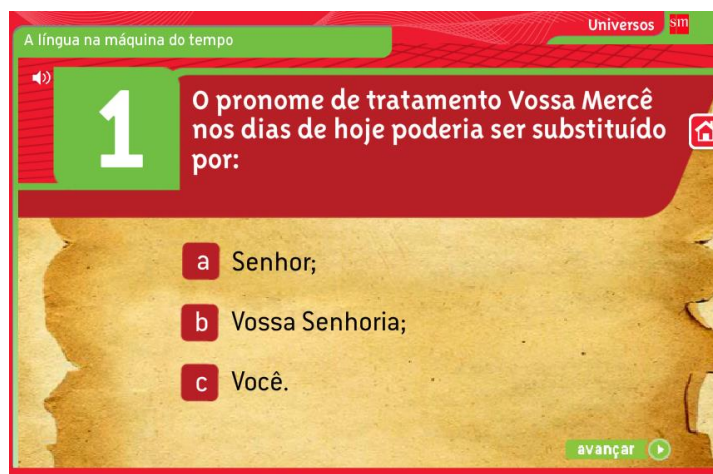 Universos sm
A língua na máquina do tempo
1
O pronome de tratamento Vossa Mercê
nos dias de hoje poderia ser substituído
por:
a Senhor;
b Vossa Senhoria;
c Você.
avançar